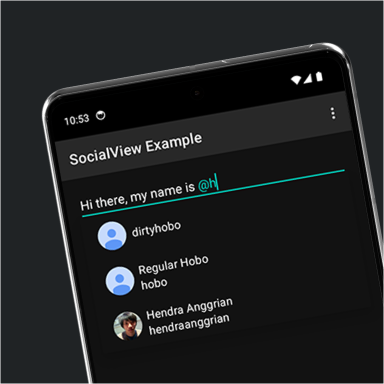 10:53
SocialView Example
Hi there, my name is @h
dirtyhobo
Regular Hobo
hobo
Hendra Anggrian
hendraanggrian